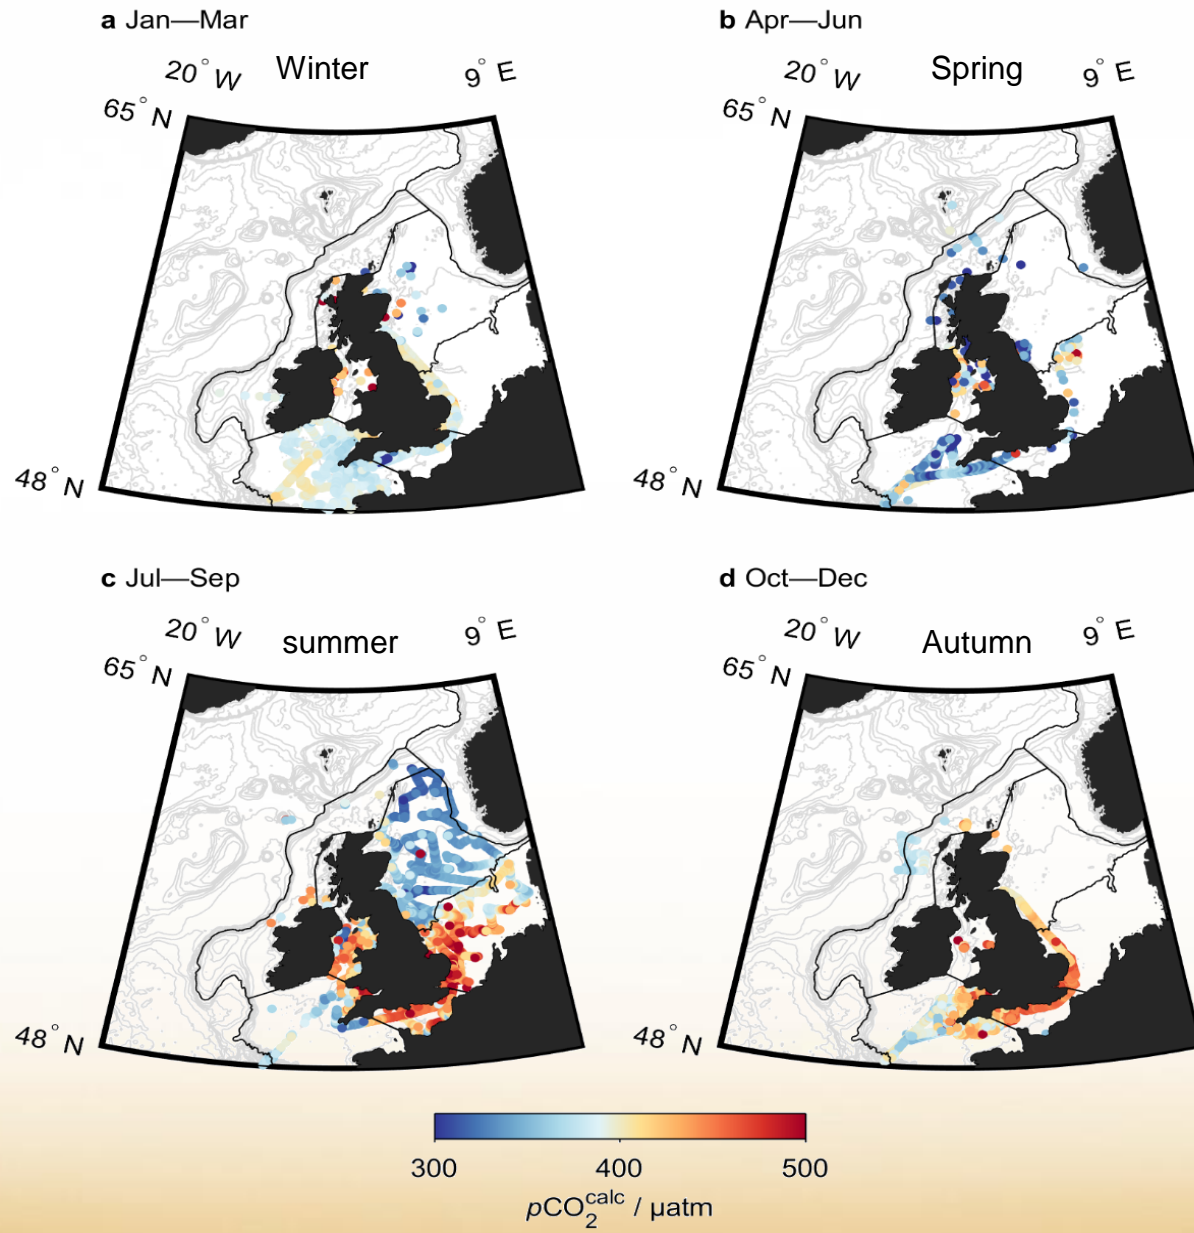 a Jan—Mar
20° W
Winter
9° E
65° N
48° N
b Apr—Jun
20° W
Spring
9° E
65° N
48° N
c Jul—Sep
20° W
summer
9° E
65° N
48° N
d Oct—Dec
20° W
Autumn
9° E
65° N
48° N
300 400 500
pCO₂ᶜᵃˡᶜ / µatm